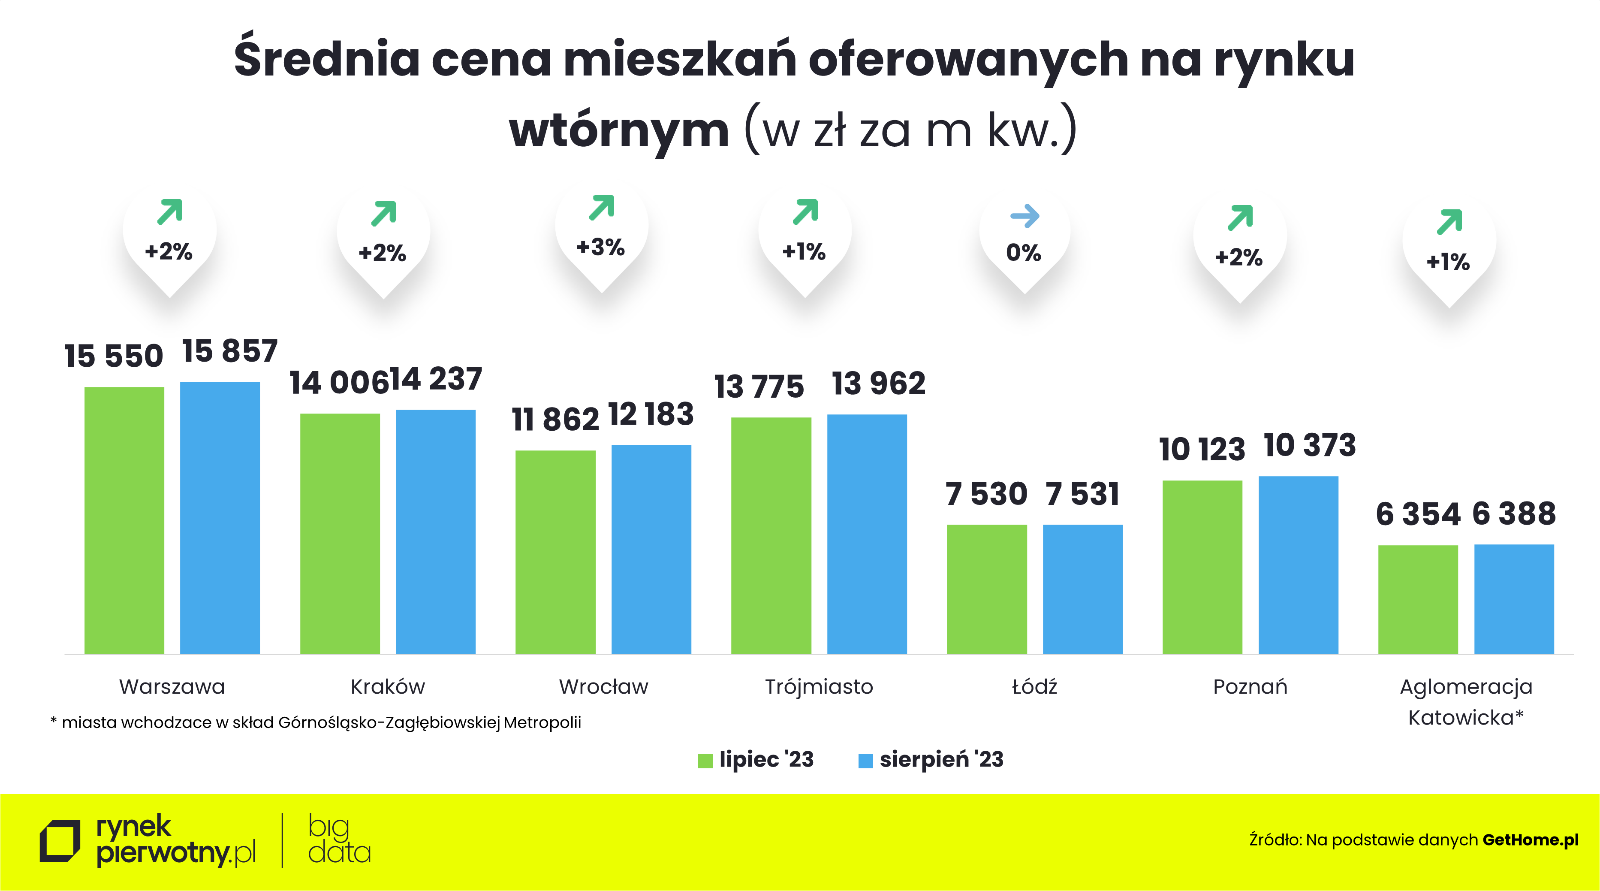 Średnia cena mieszkań oferowanych na rynku
wtórnym (w zł za m kw.)
+2%
+2%
+3%
+1%
0%
+2%
+1%
15 550 15 857
14 006 14 237
11 862 12 183
13 775 13 962
7 530 7 531
10 123 10 373
6 354 6 388
Warszawa
Kraków
Wrocław
Trójmiasto
Łódź
Poznań
Aglomeracja
Katowicka*
* miasta wchodzace w skład Górnośląsko-Zagłębiowskiej Metropolii
lipiec '23
sierpień '23
rynek
pierwotny.pl
big
data
Źródło: Na podstawie danych GetHome.pl